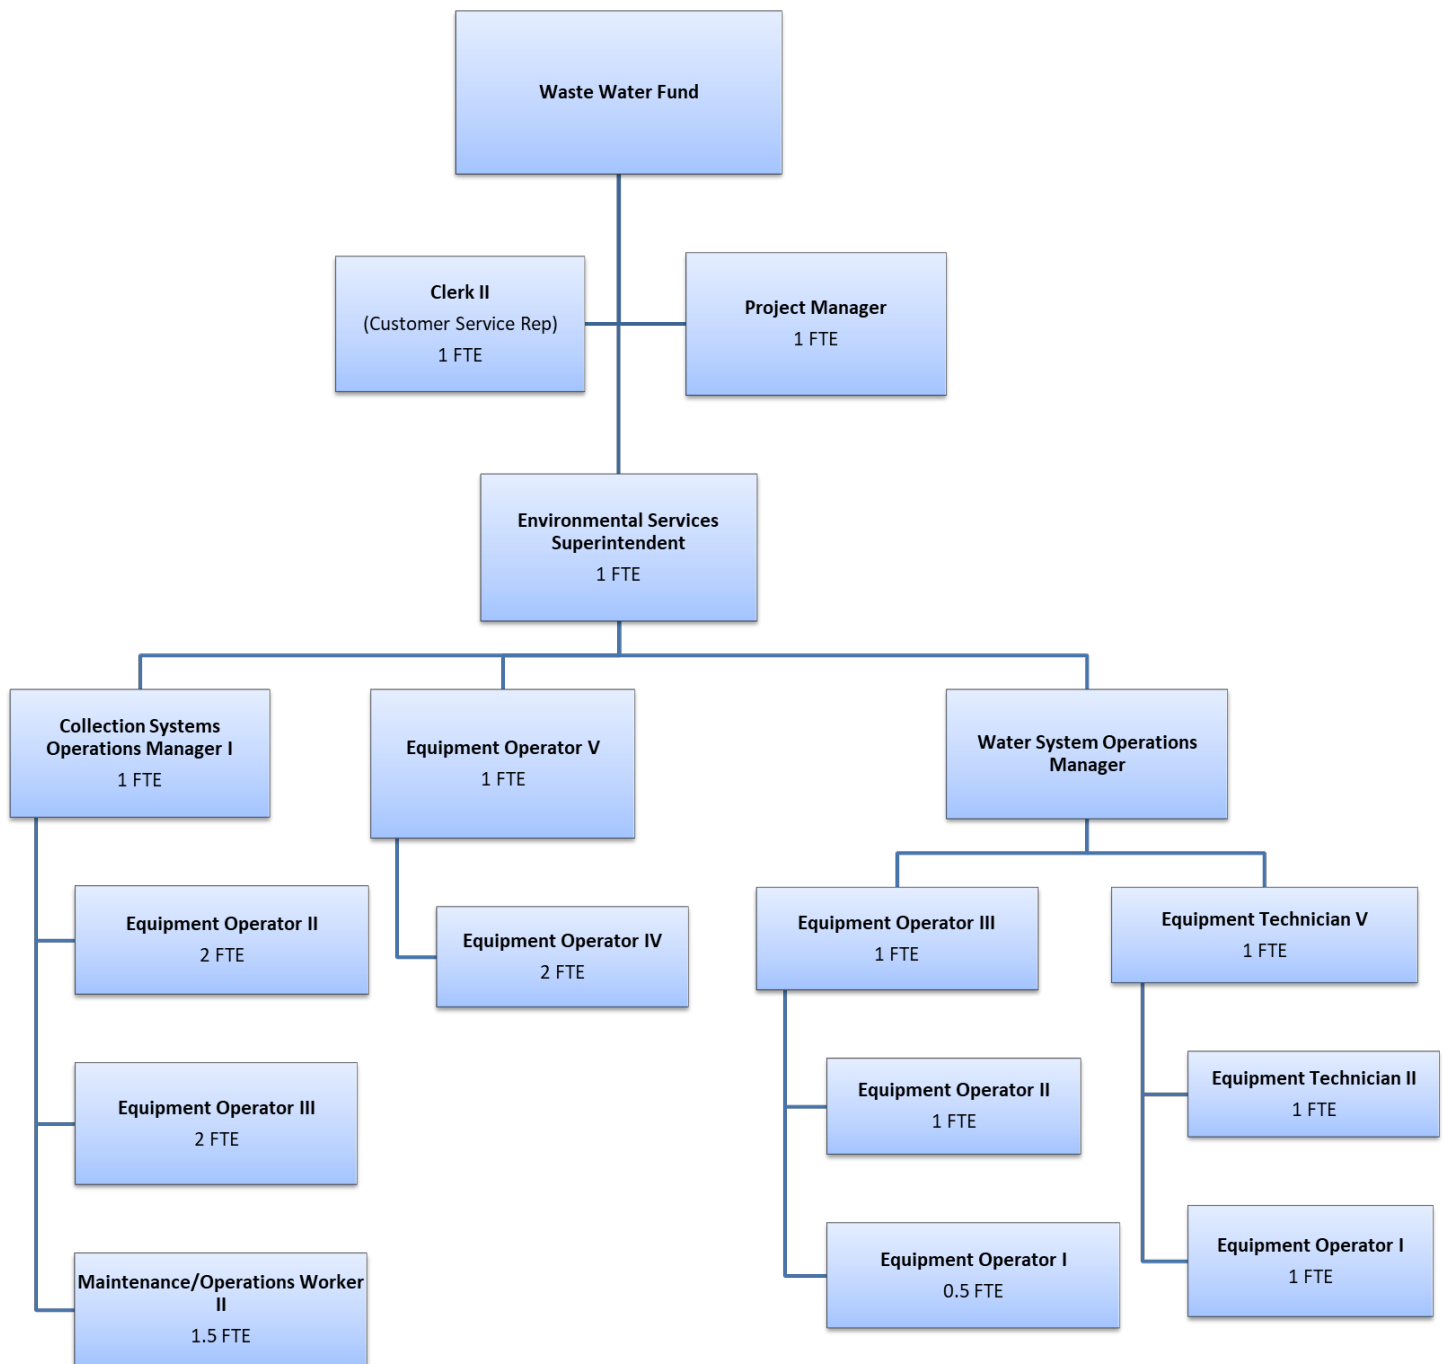 Waste Water Fund
Clerk II
(Customer Service Rep)
1 FTE
Project Manager
1 FTE
Environmental Services
Superintendent
1 FTE
Collection Systems
Operations Manager I
1 FTE
Equipment Operator V
1 FTE
Water System Operations
Manager
Equipment Operator II
2 FTE
Equipment Operator III
2 FTE
Maintenance/Operations Worker
II
1.5 FTE
Equipment Operator IV
2 FTE
Equipment Operator III
1 FTE
Equipment Operator II
1 FTE
Equipment Operator I
0.5 FTE
Equipment Technician V
1 FTE
Equipment Technician II
1 FTE
Equipment Operator I
1 FTE